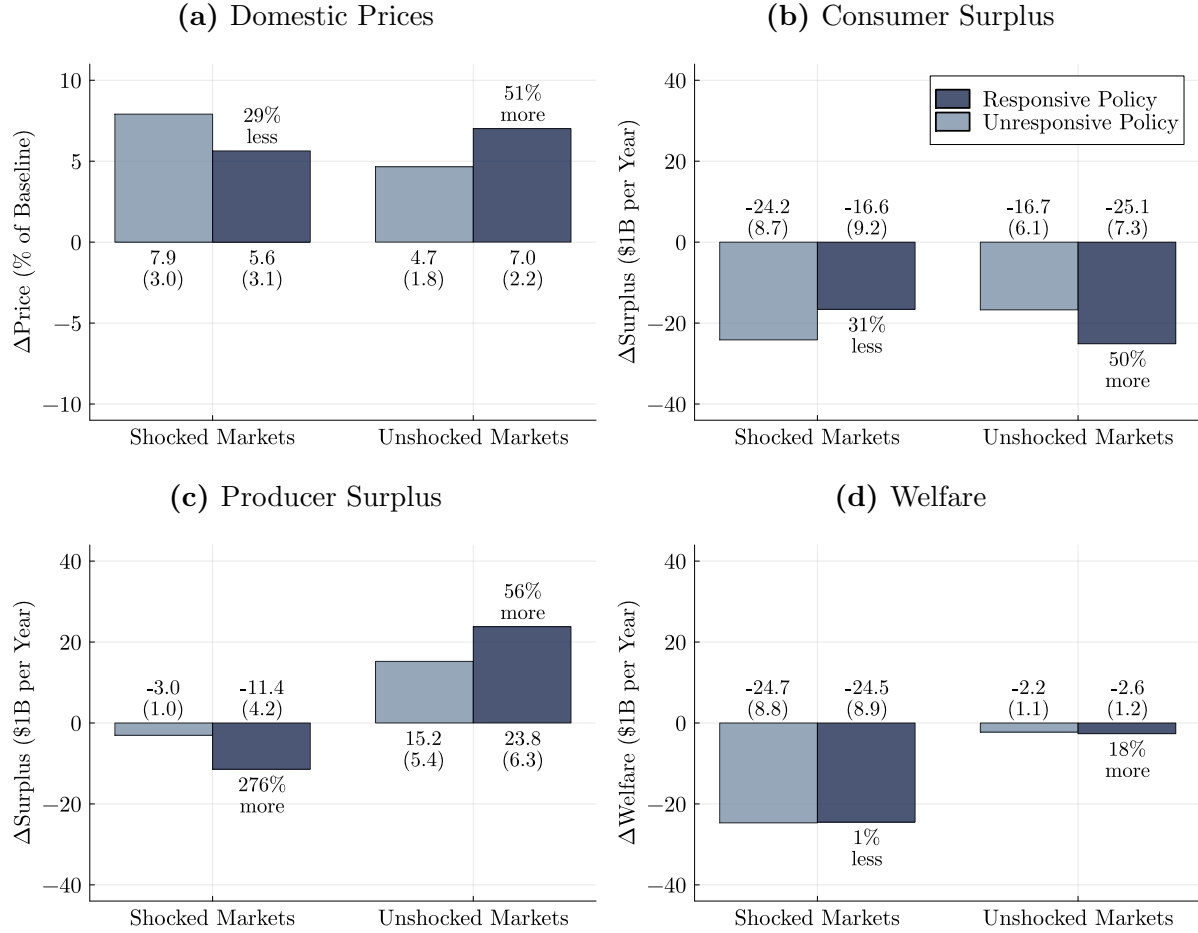 (a) Domestic Prices
ΔPrice (% of Baseline)
10
5
0
−5
−10
29%
less
51%
more
7.9
(3.0)
5.6
(3.1)
4.7
(1.8)
7.0
(2.2)
Shocked Markets
Unshocked Markets
(b) Consumer Surplus
ΔSurplus ($1B per Year)
40
20
0
−20
−40
Responsive Policy
Unresponsive Policy
-24.2
(8.7)
-16.6
(9.2)
-16.7
(6.1)
-25.1
(7.3)
31%
less
50%
more
Shocked Markets
Unshocked Markets
(c) Producer Surplus
ΔSurplus ($1B per Year)
40
20
0
−20
−40
56%
more
-3.0
(1.0)
-11.4
(4.2)
15.2
(5.4)
23.8
(6.3)
276%
more
Shocked Markets
Unshocked Markets
(d) Welfare
ΔWelfare ($1B per Year)
40
20
0
−20
−40
-24.7
(8.8)
-24.5
(8.9)
-2.2
(1.1)
-2.6
(1.2)
18%
more
1%
less
Shocked Markets
Unshocked Markets